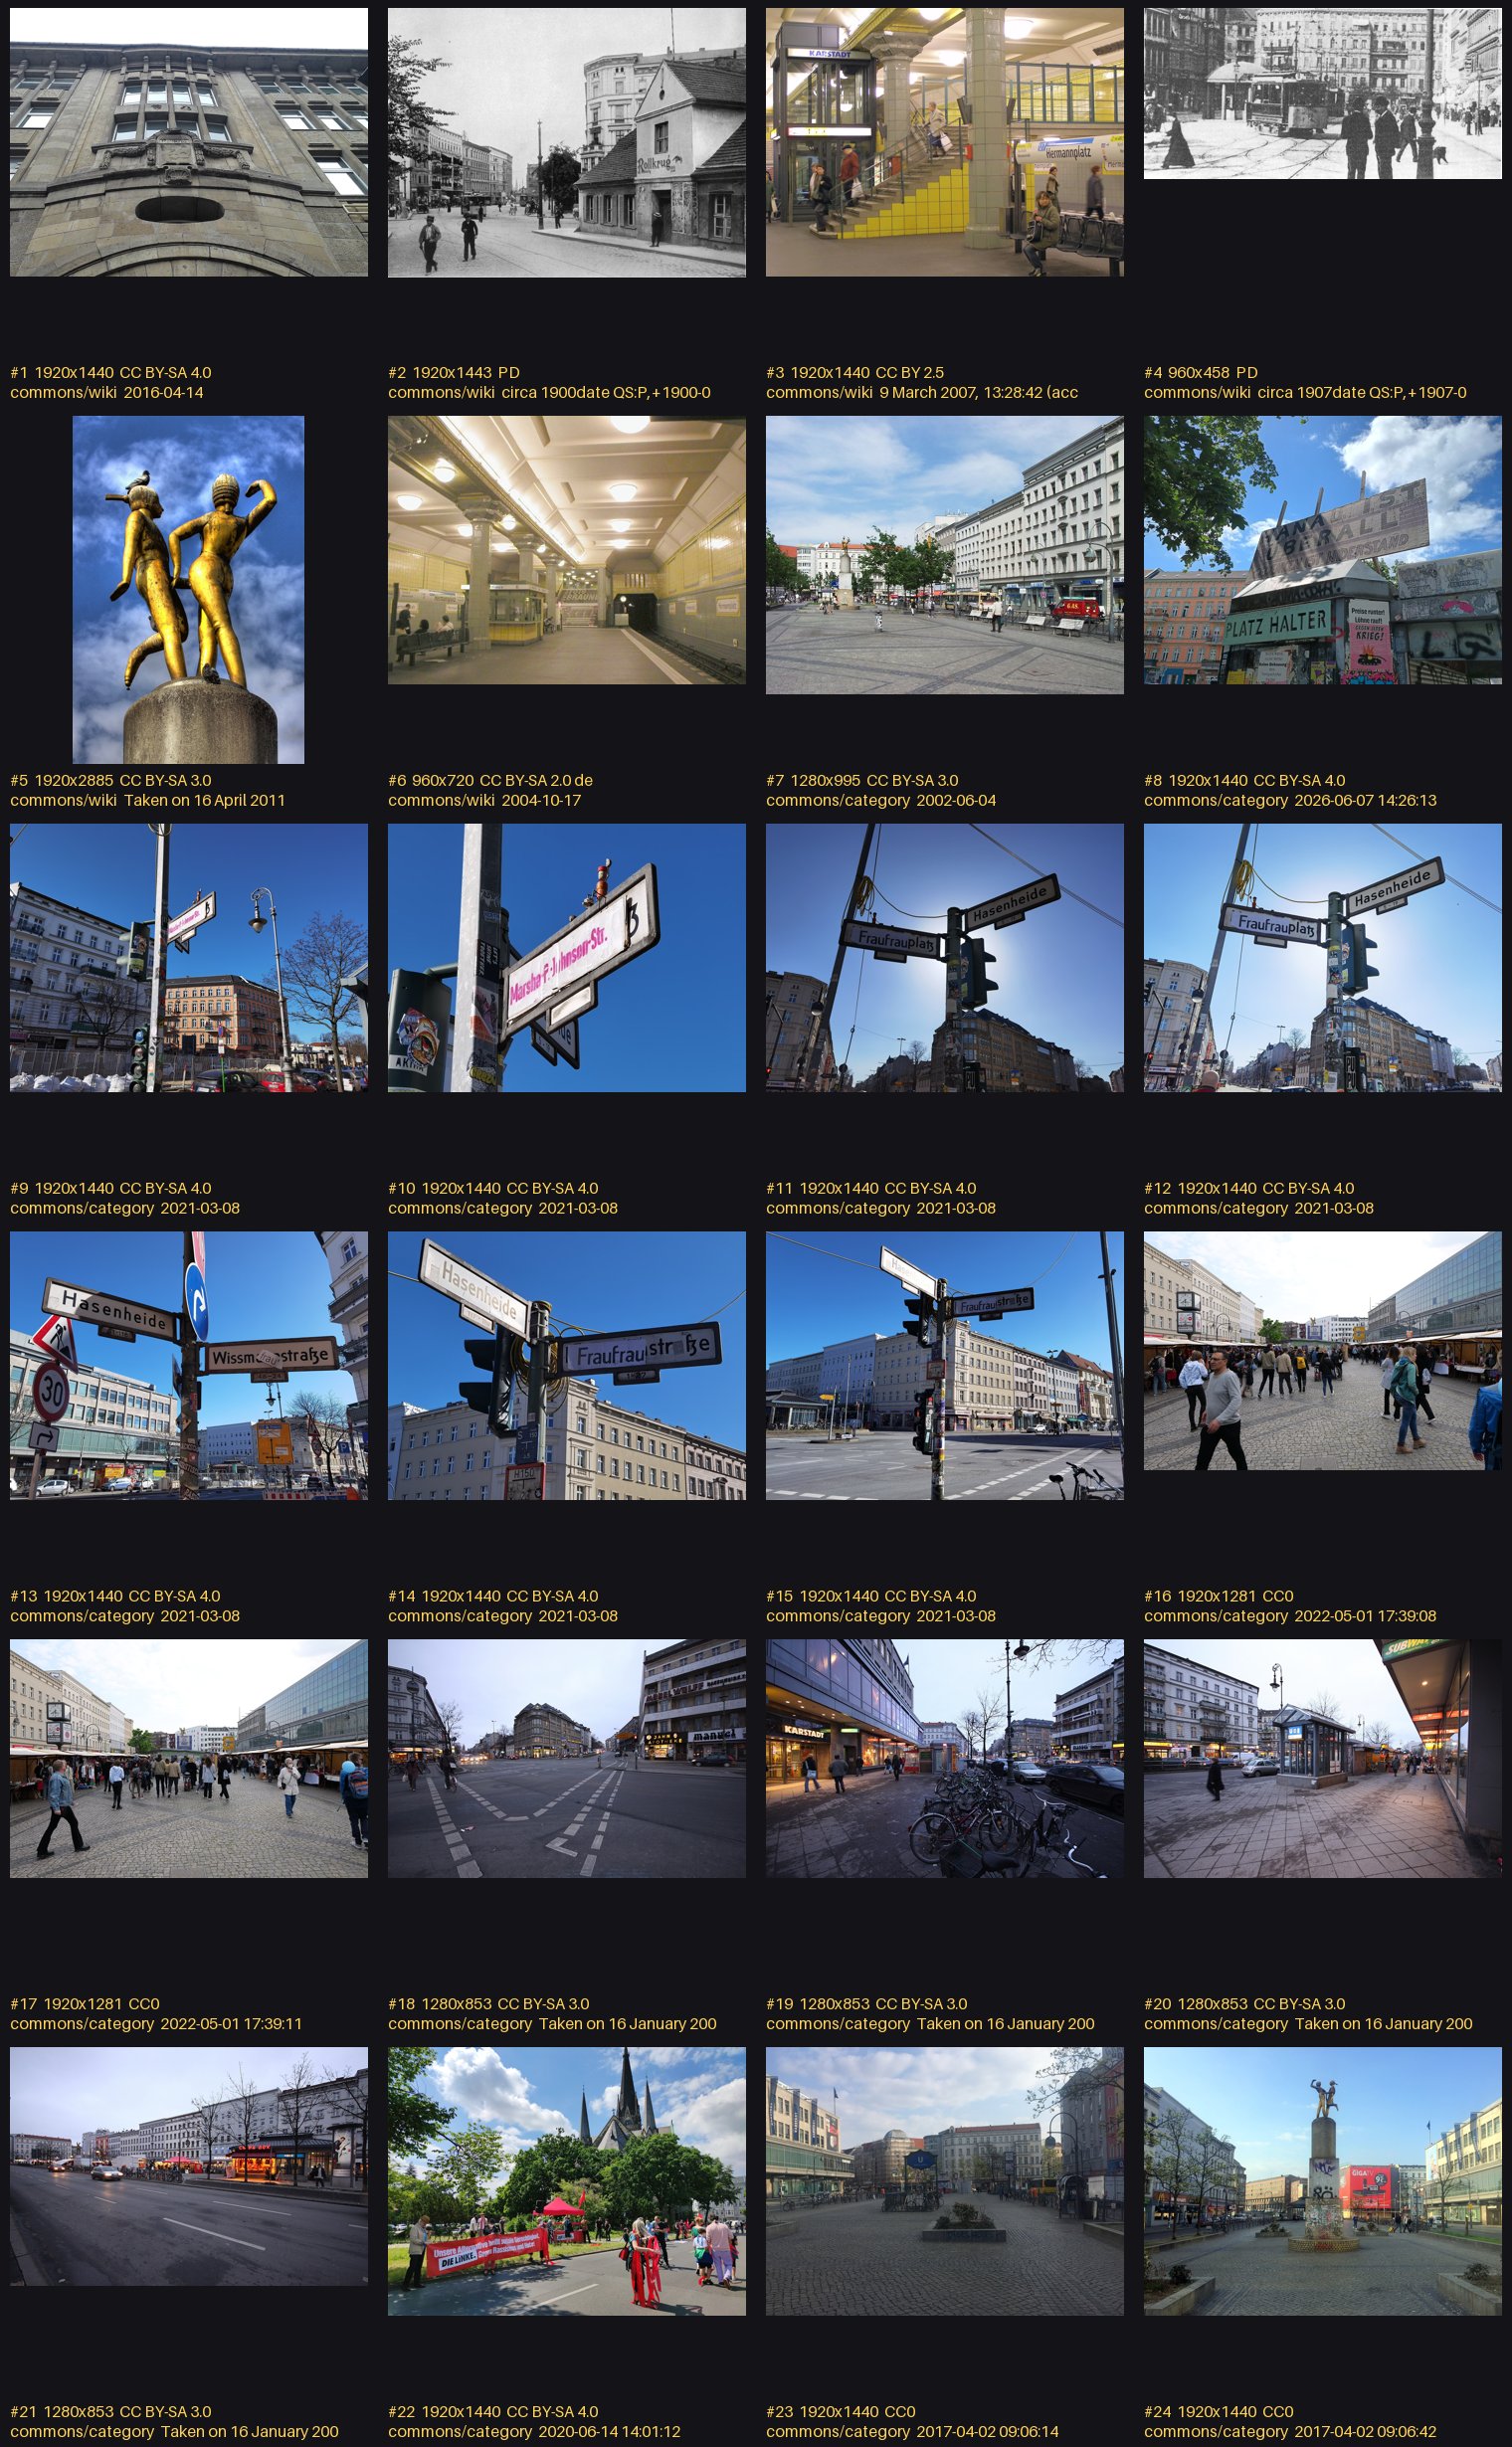 Rollkrug
KARSTADT
Hermannplatz
#1 1920x1440 CC BY-SA 4.0
commons/wiki 2016-04-14
#2 1920x1443 PD
commons/wiki circa 1900date QS:P,+1900-0
#3 1920x1440 CC BY 2.5
commons/wiki 9 March 2007, 13:28:42 (acc
#4 960x458 PD
commons/wiki circa 1907date QS:P,+1907-0
ÜBERALL
PLATZ HALTER
Preise runter!
Löhne rauf!
KRIEG!
#5 1920x2885 CC BY-SA 3.0
commons/wiki Taken on 16 April 2011
#6 960x720 CC BY-SA 2.0 de
commons/wiki 2004-10-17
#7 1280x995 CC BY-SA 3.0
commons/category 2002-06-04
#8 1920x1440 CC BY-SA 4.0
commons/category 2026-06-07 14:26:13
Marsha-P.-Johnson-Str.
Fraufrauplatz
Hasenheide
Fraufrauplatz
Hasenheide
#9 1920x1440 CC BY-SA 4.0
commons/category 2021-03-08
#10 1920x1440 CC BY-SA 4.0
commons/category 2021-03-08
#11 1920x1440 CC BY-SA 4.0
commons/category 2021-03-08
#12 1920x1440 CC BY-SA 4.0
commons/category 2021-03-08
Hasenheide
30
Hasenheide
Fraufraustraße
Fraufraustraße
#13 1920x1440 CC BY-SA 4.0
commons/category 2021-03-08
#14 1920x1440 CC BY-SA 4.0
commons/category 2021-03-08
#15 1920x1440 CC BY-SA 4.0
commons/category 2021-03-08
#16 1920x1281 CC0
commons/category 2022-05-01 17:39:08
KARSTADT
SUBWAY
#17 1920x1281 CC0
commons/category 2022-05-01 17:39:11
#18 1280x853 CC BY-SA 3.0
commons/category Taken on 16 January 200
#19 1280x853 CC BY-SA 3.0
commons/category Taken on 16 January 200
#20 1280x853 CC BY-SA 3.0
commons/category Taken on 16 January 200
DIE LINKE.
U
GIGA
#21 1280x853 CC BY-SA 3.0
commons/category Taken on 16 January 200
#22 1920x1440 CC BY-SA 4.0
commons/category 2020-06-14 14:01:12
#23 1920x1440 CC0
commons/category 2017-04-02 09:06:14
#24 1920x1440 CC0
commons/category 2017-04-02 09:06:42